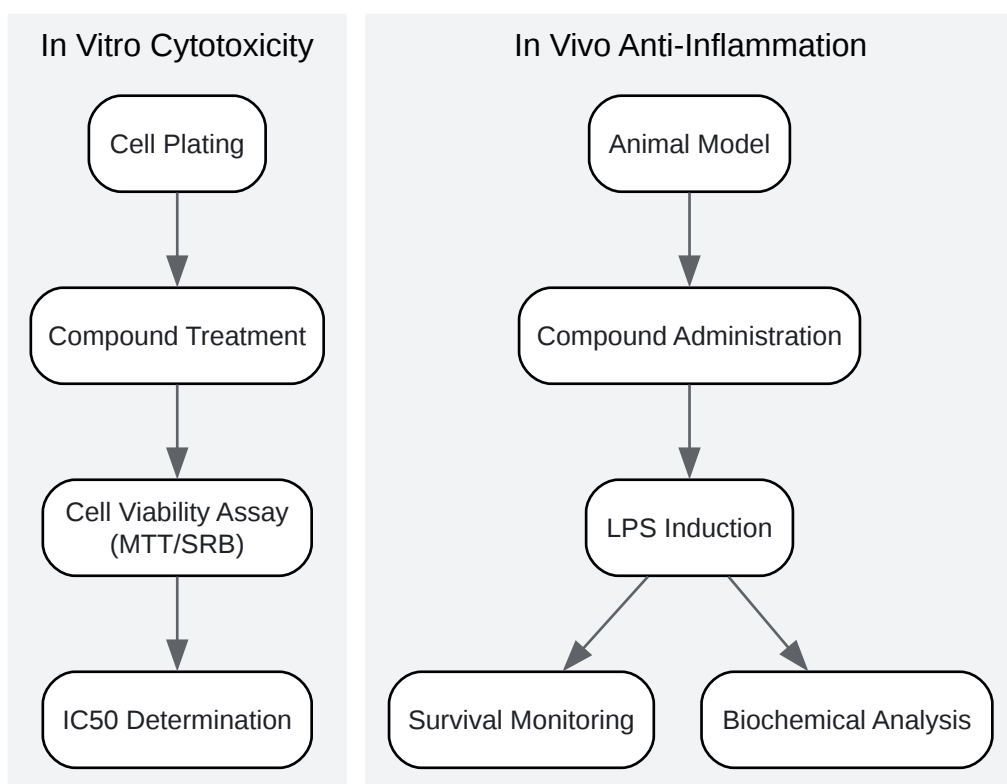 In Vitro Cytotoxicity
Cell Plating
Compound Treatment
Cell Viability Assay
(MTT/SRB)
IC50 Determination
In Vivo Anti-Inflammation
Animal Model
Compound Administration
LPS Induction
Survival Monitoring
Biochemical Analysis